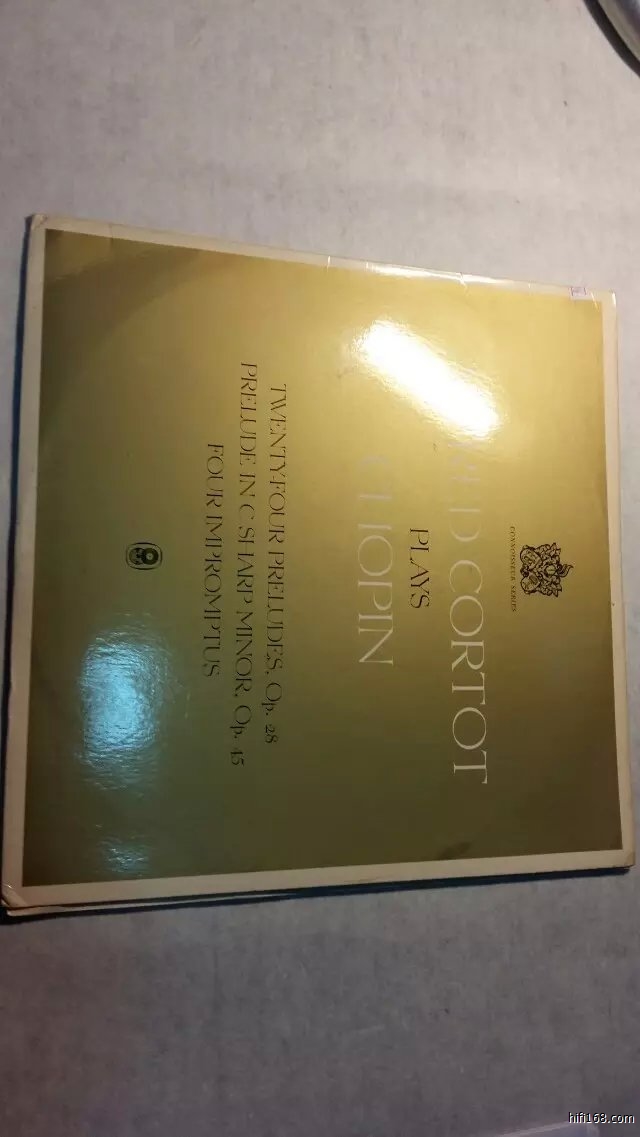 CONNOISSEUR SERIES
CORTOT
PLAYS
CHOPIN
TWENTY-FOUR PRELUDES, Op. 28
PRELUDE IN C SHARP MINOR, Op. 45
FOUR IMPROMPTUS
hifi168.com